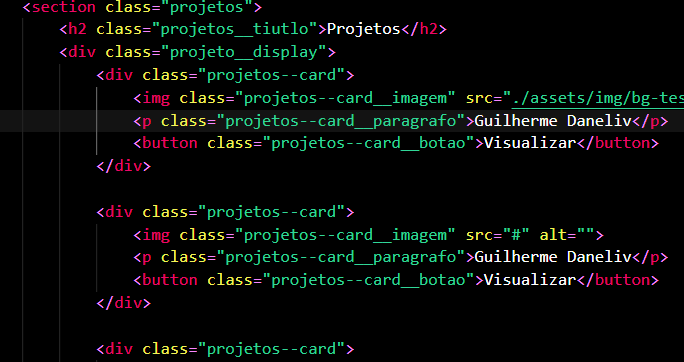 <section class="projetos">
<h2 class="projetos__tiutlo">Projetos</h2>
<div class="projeto__display">
<div class="projetos--card">
<img class="projetos--card__imagem" src="./assets/img/bg-tes
<p class="projetos--card__paragrafo">Guilherme Daneliv</p>
<button class="projetos--card__botao">Visualizar</button>
</div>
<div class="projetos--card">
<img class="projetos--card__imagem" src="#" alt="">
<p class="projetos--card__paragrafo">Guilherme Daneliv</p>
<button class="projetos--card__botao">Visualizar</button>
</div>
<div class="projetos--card">